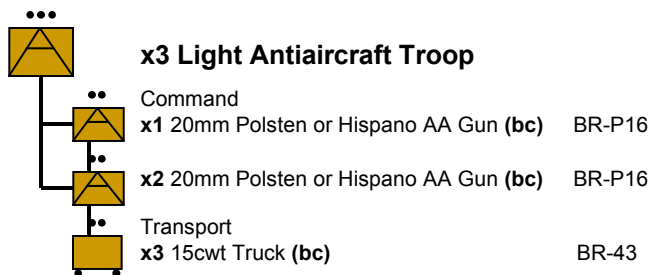 x3 Light Antiaircraft Troop
Command
x1 20mm Polsten or Hispano AA Gun (bc) BR-P16
x2 20mm Polsten or Hispano AA Gun (bc) BR-P16
Transport
x3 15cwt Truck (bc) BR-43